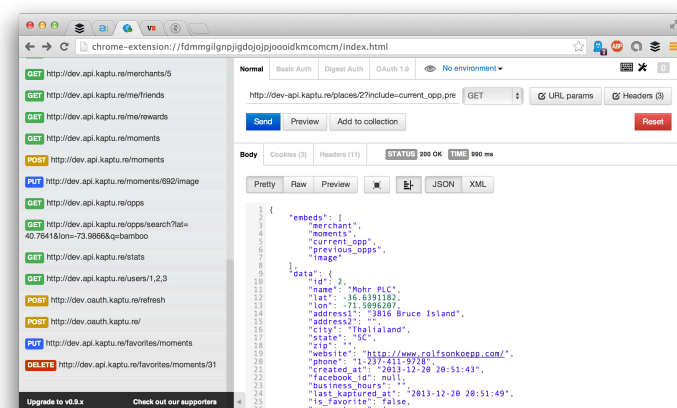 chrome-extension://fdmmgilgnpjigdojojpjoooidkmcomcm/index.html
GET http://dev.api.kaptu.re/merchants/5
GET http://dev.api.kaptu.re/me/friends
GET http://dev.api.kaptu.re/me/rewards
GET http://dev.api.kaptu.re/moments
POST http://dev.api.kaptu.re/moments
PUT http://dev.api.kaptu.re/moments/692/image
GET http://dev.api.kaptu.re/opps
GET http://dev.api.kaptu.re/opps/search?lat=
40.7641&lon=-73.9866&q=bamboo
GET http://dev.api.kaptu.re/stats
GET http://dev.api.kaptu.re/users/1,2,3
POST http://dev.oauth.kaptu.re/refresh
POST http://dev.oauth.kaptu.re/
PUT http://dev.api.kaptu.re/favorites/moments
DELETE http://dev.api.kaptu.re/favorites/moments/31
Upgrade to v0.9.x Check out our supporters
Normal Basic Auth Digest Auth OAuth 1.0 No environment 0
http://dev-api.kaptu.re/places/2?include=current_opp,pre GET URL params Headers (3)
Send Preview Add to collection Reset
Body Cookies (3) Headers (11) STATUS 200 OK TIME 990 ms
Pretty Raw Preview JSON XML
1 {
2 "embeds": [
3 "merchant",
4 "moments",
5 "current_opp",
6 "previous_opps",
7 "image"
8 ],
9 "data": {
10 "id": 2,
11 "name": "Mohr PLC",
12 "lat": -36.6391182,
13 "lon": -71.5096207,
14 "address1": "3816 Bruce Island",
15 "address2": "",
16 "city": "Thalialand",
17 "state": "SC",
18 "zip": "",
19 "website": "http://www.rolfsonkoepp.com/",
20 "phone": "1-237-411-9728",
21 "created_at": "2013-12-20 20:51:43",
22 "facebook_id": null,
23 "business_hours": "",
24 "last_kaptured_at": "2013-12-20 20:51:49",
25 "is_favorite": false,